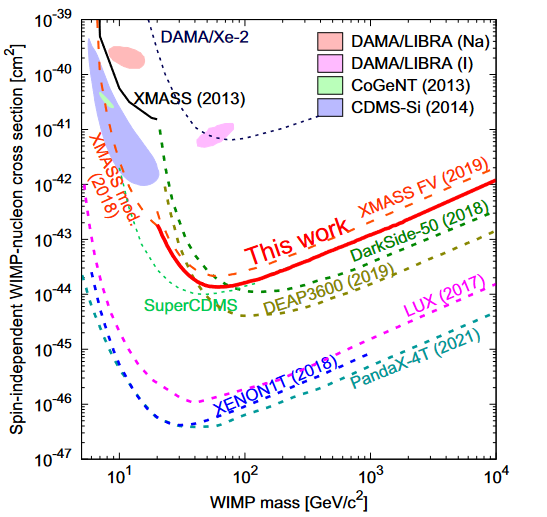 10-39
10-40
10-41
10-42
10-43
10-44
10-45
10-46
10-47
Spin-independent WIMP-nucleon cross section [cm2]
DAMA/Xe-2
DAMA/LIBRA (Na)
DAMA/LIBRA (I)
CoGeNT (2013)
CDMS-Si (2014)
XMASS (2013)
XMASS mod.
(2018)
XMASS FV (2019)
This work
DarkSide-50 (2018)
SuperCDMS
DEAP3600 (2019)
LUX (2017)
XENON1T (2018)
PandaX-4T (2021)
101
102
103
104
WIMP mass [GeV/c2]